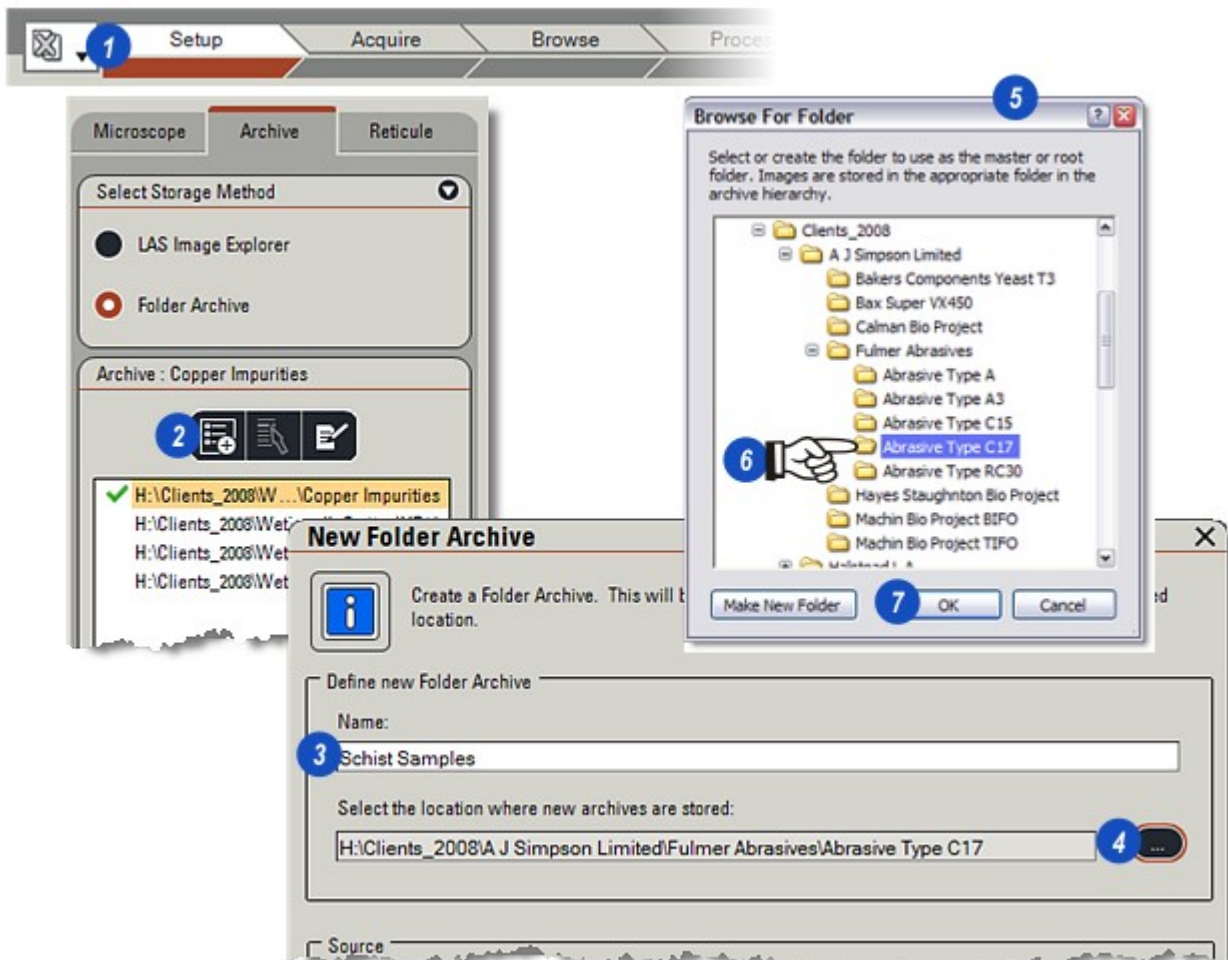 1
Setup
Acquire
Browse
Microscope
Archive
Reticule
Select Storage Method
LAS Image Explorer
Folder Archive
Archive : Copper Impurities
2
H:\Clients_2008\W ...\Copper Impurities
H:\Clients_2008\Wet
H:\Clients_2008\Wet
H:\Clients_2008\Wet
5
Browse For Folder
Select or create the folder to use as the master or root
folder. Images are stored in the appropriate folder in the
archive hierarchy.
Clients_2008
A J Simpson Limited
Bakers Components Yeast T3
Bax Super VX450
Calman Bio Project
Fulmer Abrasives
Abrasive Type A
Abrasive Type A3
Abrasive Type C15
6
Abrasive Type C17
Abrasive Type RC30
Hayes Staughnton Bio Project
Machin Bio Project BIFO
Machin Bio Project TIFO
Make New Folder
7
OK
Cancel
New Folder Archive
Create a Folder Archive. This will b
ed
location.
Define new Folder Archive
Name:
3
Schist Samples
Select the location where new archives are stored:
H:\Clients_2008\A J Simpson Limited\Fulmer Abrasives\Abrasive Type C17
4
...
Source